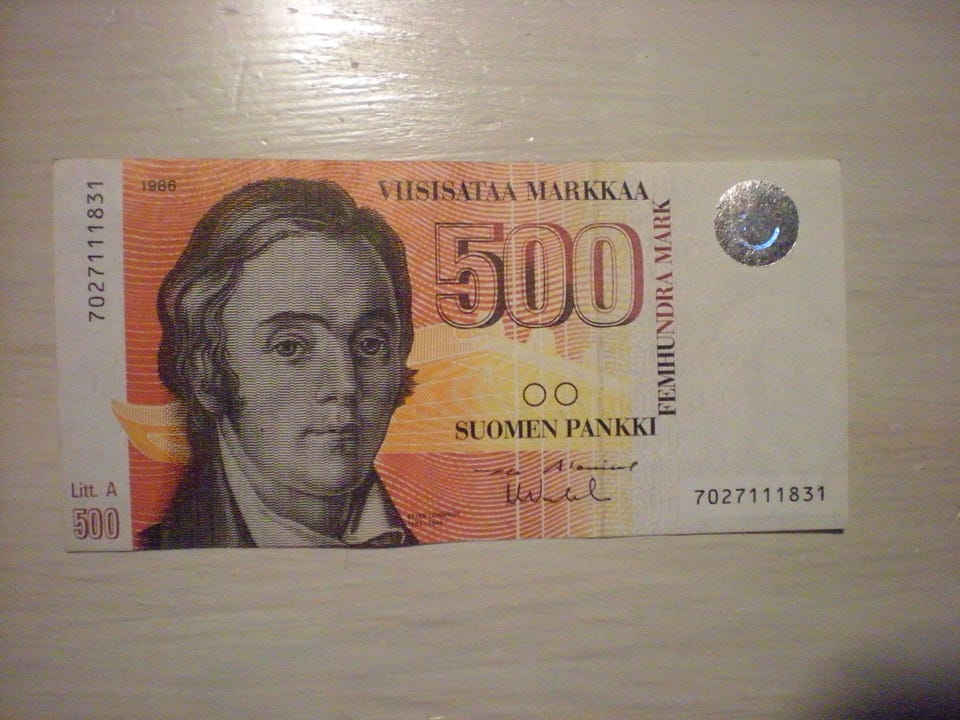 7027111831
1986
VIISISATAA MARKKAA
500
FEMHUNDRA MARK
SUOMEN PANKKI
Litt. A
500
7027111831